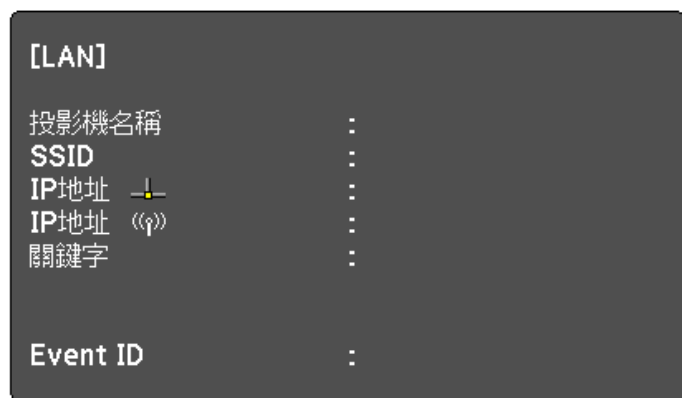 [LAN]
投影機名稱 :
SSID :
IP地址 :
IP地址 :
關鍵字 :
Event ID :